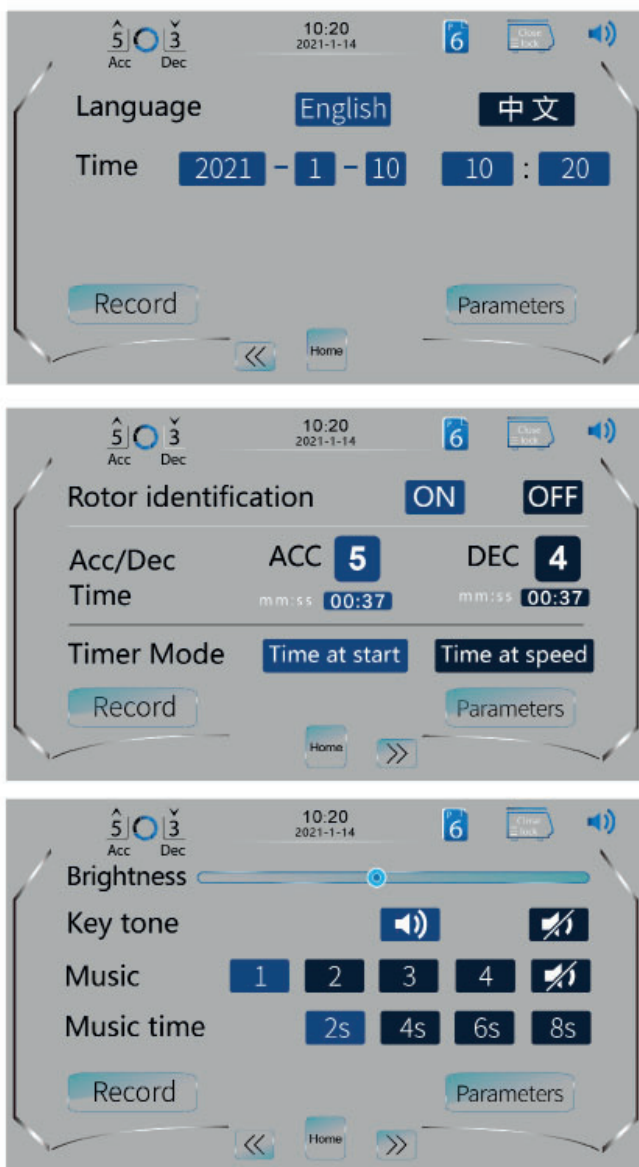 5 3 10:20 6 Close lock
Acc Dec 2021-1-14
Language English 中文
Time 2021 - 1 - 10 10 : 20
Record Parameters
<< Home
5 3 10:20 6 Close lock
Acc Dec 2021-1-14
Rotor identification ON OFF
Acc/Dec Time ACC 5 DEC 4
mm:ss 00:37 mm:ss 00:37
Timer Mode Time at start Time at speed
Record Parameters
Home >>
5 3 10:20 6 Close lock
Acc Dec 2021-1-14
Brightness
Key tone
Music 1 2 3 4
Music time 2s 4s 6s 8s
Record Parameters
<< Home >>